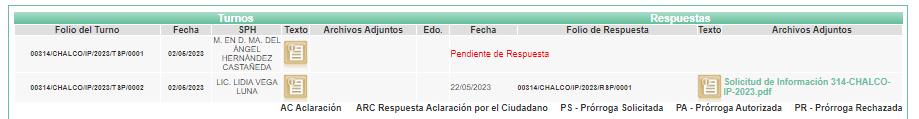 Turnos Respuestas
Folio del Turno Fecha SPH Texto Archivos Adjuntos Edo. Fecha Folio de Respuesta Texto Archivos Adjuntos
M. EN D. MA. DEL
ÁNGEL
00314/CHALCO/IP/2023/TSP/0001 02/05/2023 HERNÁNDEZ Pendiente de Respuesta
CASTAÑEDA
00314/CHALCO/IP/2023/TSP/0002 02/05/2023 LIC. LIDIA VEGA 22/05/2023 00314/CHALCO/IP/2023/RSP/0001 Solicitud de Información 314-CHALCO-
LUNA IP-2023.pdf
AC Aclaración ARC Respuesta Aclaración por el Ciudadano PS - Prórroga Solicitada PA - Prórroga Autorizada PR - Prórroga Rechazada